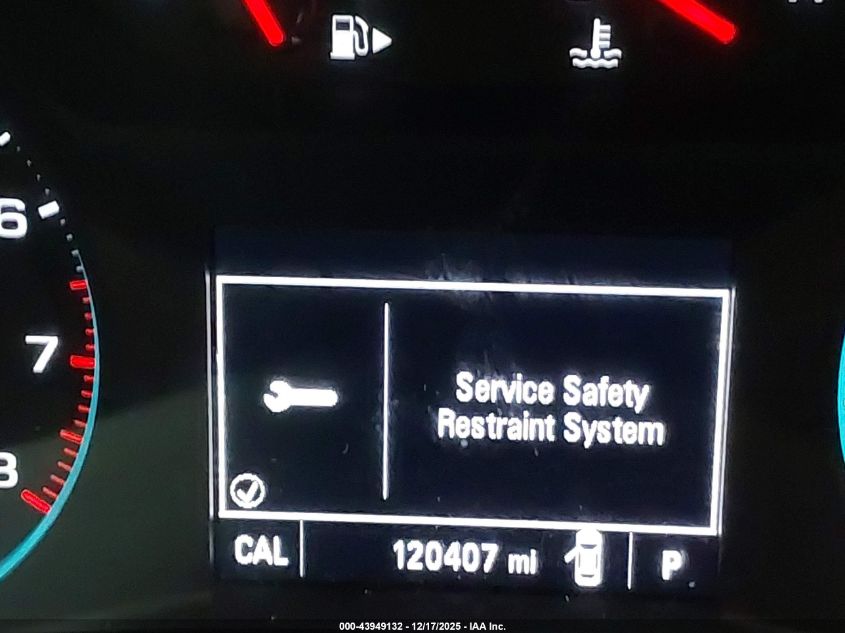 6
7
8
Service Safety
Restraint System
CAL
120407 mi
P
000-43949132 - 12/17/2025 - IAA Inc.